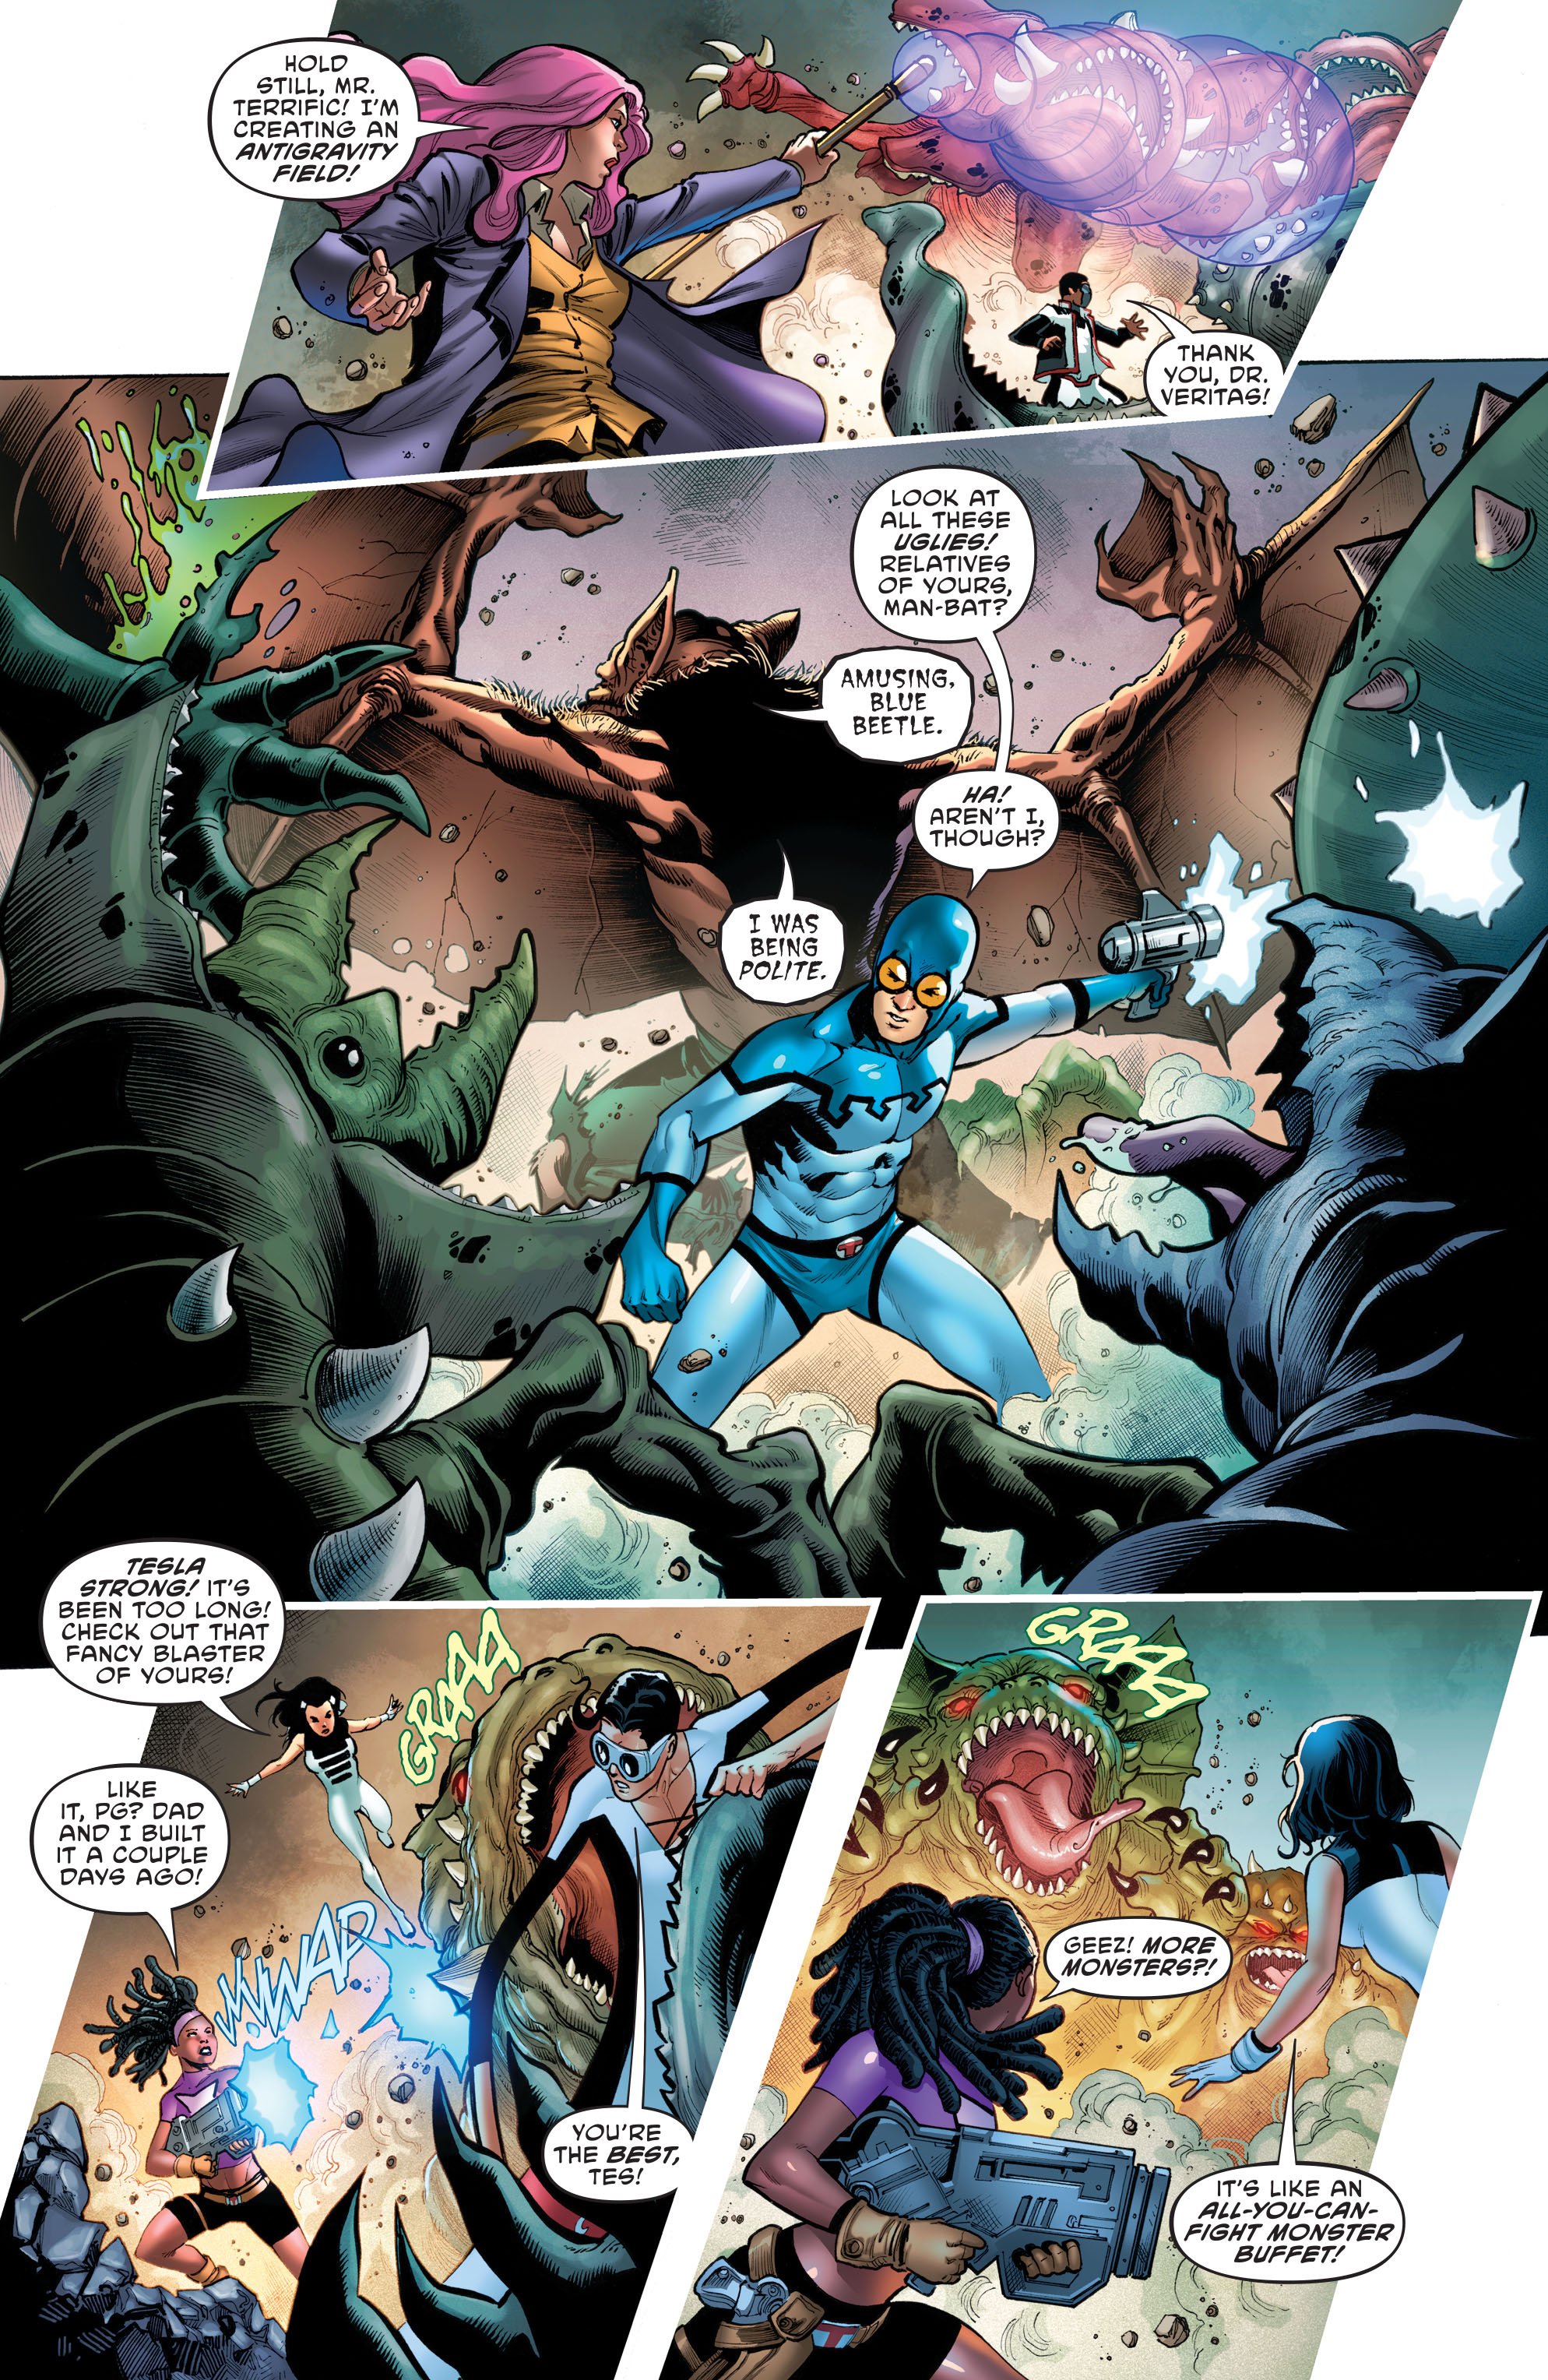 HOLD
STILL, MR.
TERRIFIC! I'M
CREATING AN
ANTIGRAVITY
FIELD!
THANK
YOU, DR.
VERITAS!
LOOK AT
ALL THESE
UGLIES!
RELATIVES
OF YOURS,
MAN-BAT?
AMUSING,
BLUE
BEETLE.
HA!
AREN'T I,
THOUGH?
I WAS
BEING
POLITE.
T
TESLA
STRONG! IT'S
BEEN TOO LONG!
CHECK OUT THAT
FANCY BLASTER
OF YOURS!
LIKE
IT, PG? DAD
AND I BUILT
IT A COUPLE
DAYS AGO!
GRAAA
WWAP
YOU'RE
THE BEST,
TES!
GRAAA
GEEZ! MORE
MONSTERS?!
IT'S LIKE AN
ALL-YOU-CAN-
FIGHT MONSTER
BUFFET!
T